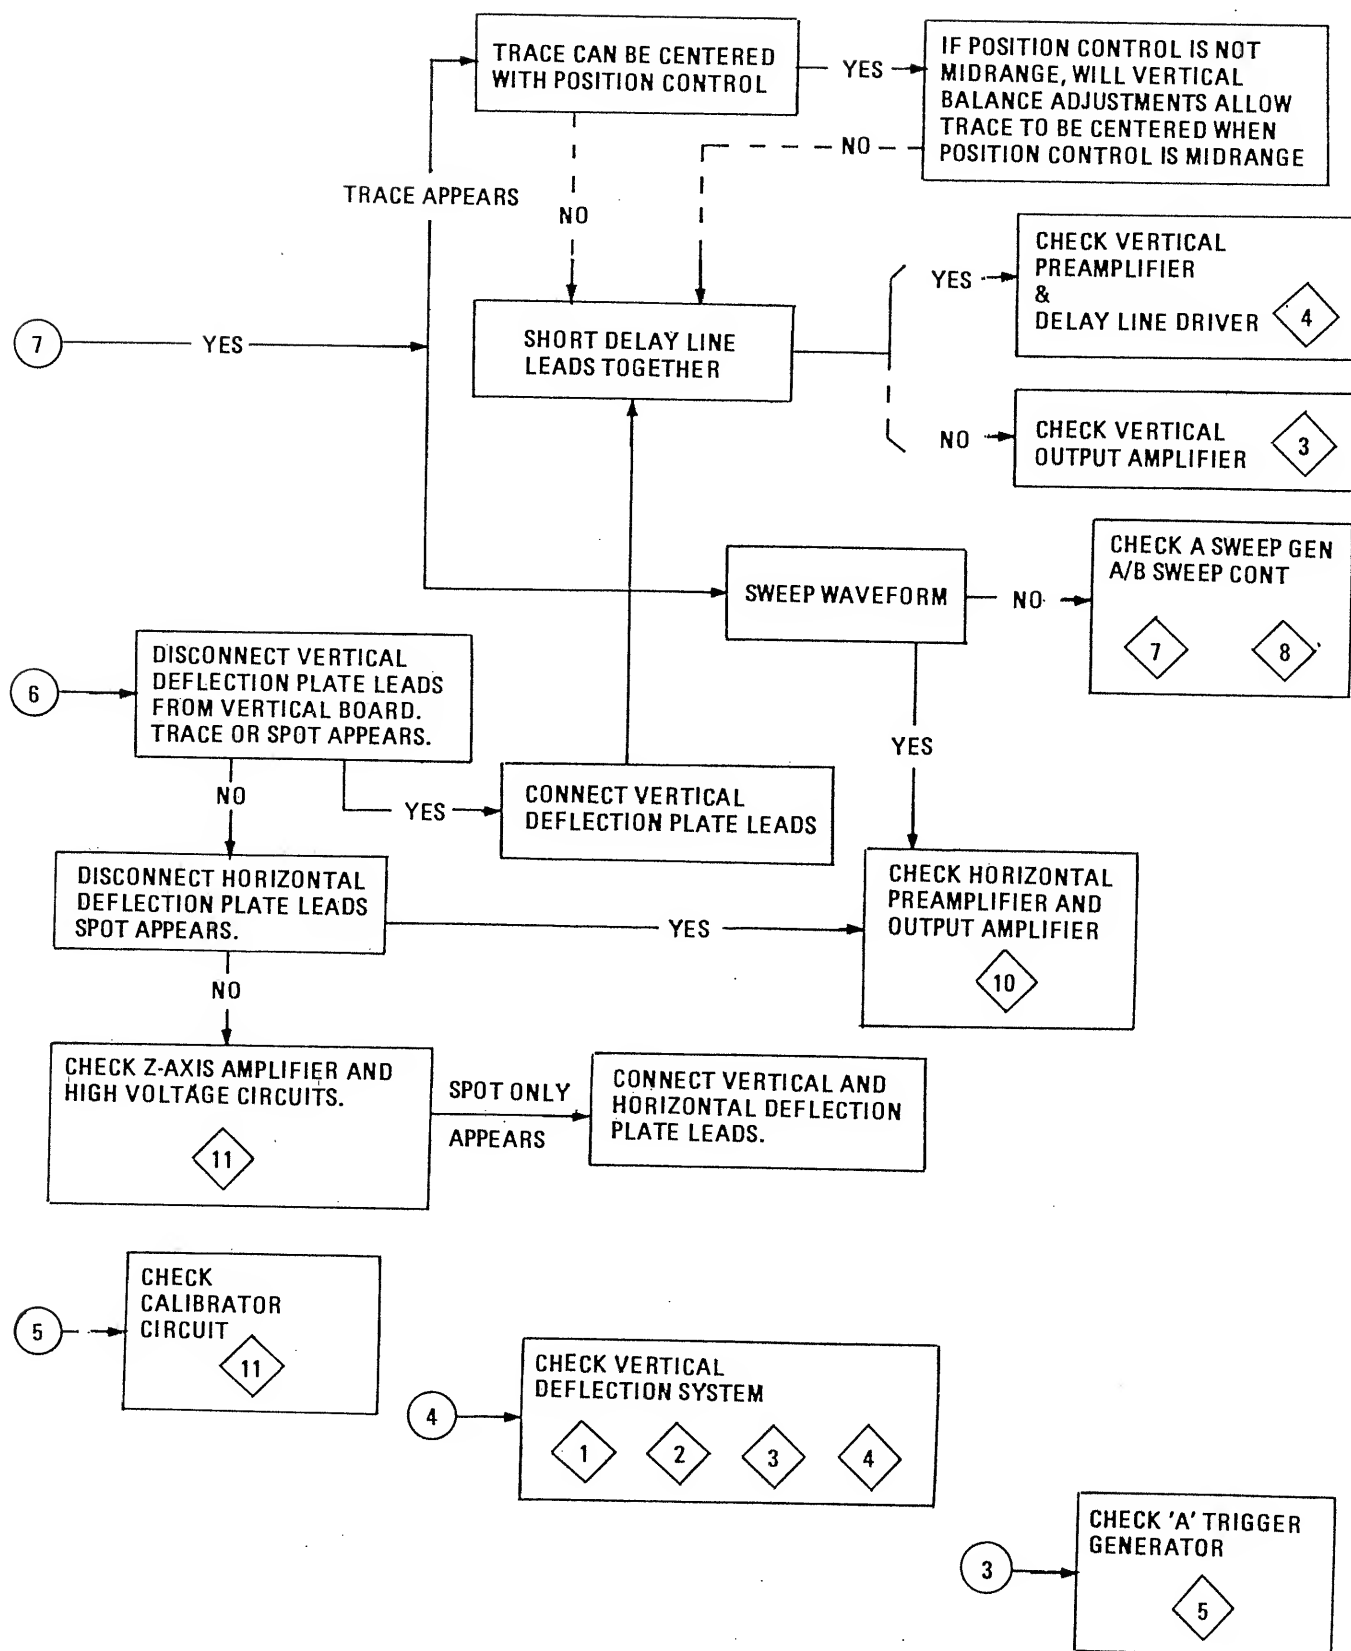 TRACE CAN BE CENTERED
WITH POSITION CONTROL
YES
IF POSITION CONTROL IS NOT
MIDRANGE, WILL VERTICAL
BALANCE ADJUSTMENTS ALLOW
TRACE TO BE CENTERED WHEN
POSITION CONTROL IS MIDRANGE
NO
TRACE APPEARS
NO
CHECK VERTICAL
PREAMPLIFIER
&
DELAY LINE DRIVER
4
YES
7
YES
SHORT DELAY LINE
LEADS TOGETHER
NO
CHECK VERTICAL
OUTPUT AMPLIFIER
3
SWEEP WAVEFORM
NO
CHECK A SWEEP GEN
A/B SWEEP CONT
7
8
6
DISCONNECT VERTICAL
DEFLECTION PLATE LEADS
FROM VERTICAL BOARD.
TRACE OR SPOT APPEARS.
YES
NO
YES
CONNECT VERTICAL
DEFLECTION PLATE LEADS
DISCONNECT HORIZONTAL
DEFLECTION PLATE LEADS
SPOT APPEARS.
YES
CHECK HORIZONTAL
PREAMPLIFIER AND
OUTPUT AMPLIFIER
10
NO
CHECK Z-AXIS AMPLIFIER AND
HIGH VOLTAGE CIRCUITS.
11
SPOT ONLY
APPEARS
CONNECT VERTICAL AND
HORIZONTAL DEFLECTION
PLATE LEADS.
5
CHECK
CALIBRATOR
CIRCUIT
11
4
CHECK VERTICAL
DEFLECTION SYSTEM
1
2
3
4
3
CHECK 'A' TRIGGER
GENERATOR
5